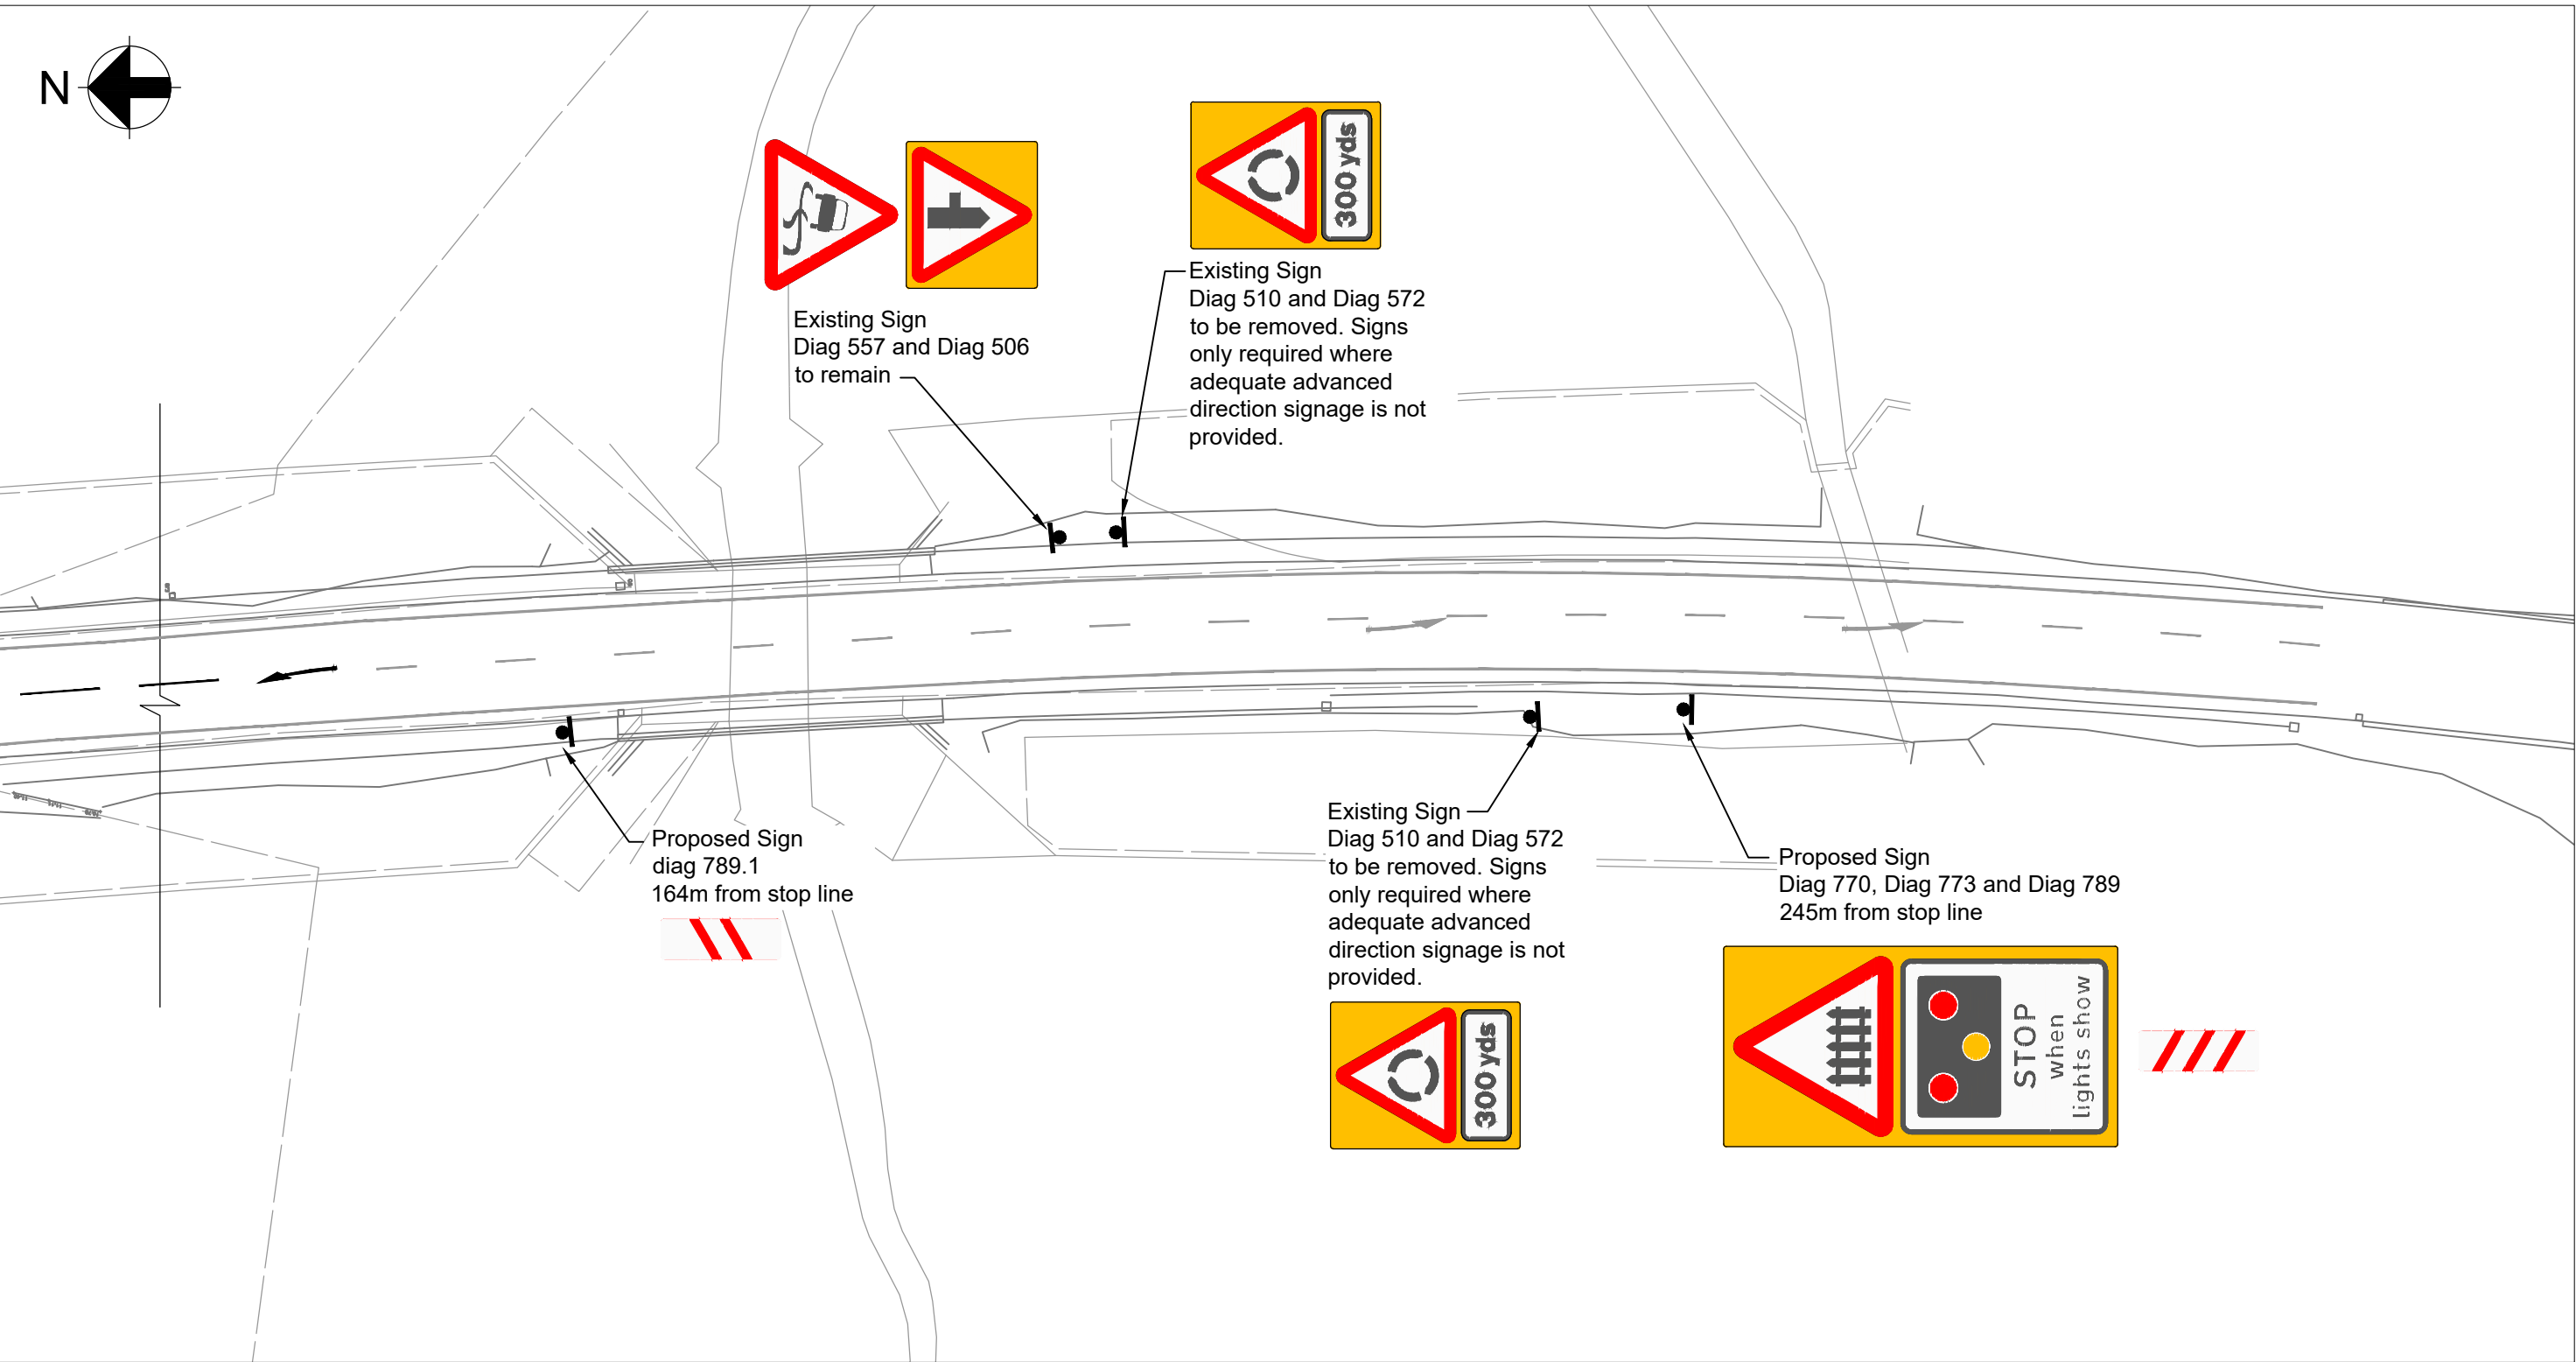 N
300 yds
Existing Sign
Diag 510 and Diag 572
to be removed. Signs
only required where
adequate advanced
direction signage is not
provided.
Existing Sign
Diag 557 and Diag 506
to remain
Proposed Sign
diag 789.1
164m from stop line
Existing Sign
Diag 510 and Diag 572
to be removed. Signs
only required where
adequate advanced
direction signage is not
provided.
300 yds
Proposed Sign
Diag 770, Diag 773 and Diag 789
245m from stop line
STOP
when
lights show